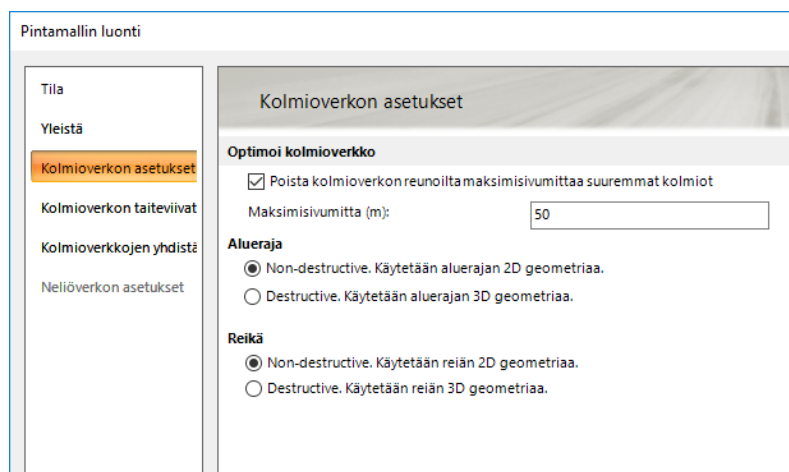 Pintamallin luonti
Tila
Yleistä
Kolmioverkon asetukset
Kolmioverkon taiteviivat
Kolmioverkkojen yhdistä
Neliöverkon asetukset
Kolmioverkon asetukset
Optimoi kolmioverkko
Poista kolmioverkon reunoilta maksimisivumittaa suuremmat kolmiot
Maksimisivumitta (m): 50
Alueraja
Non-destructive. Käytetään aluerajan 2D geometriaa.
Destructive. Käytetään aluerajan 3D geometriaa.
Reikä
Non-destructive. Käytetään reiän 2D geometriaa.
Destructive. Käytetään reiän 3D geometriaa.